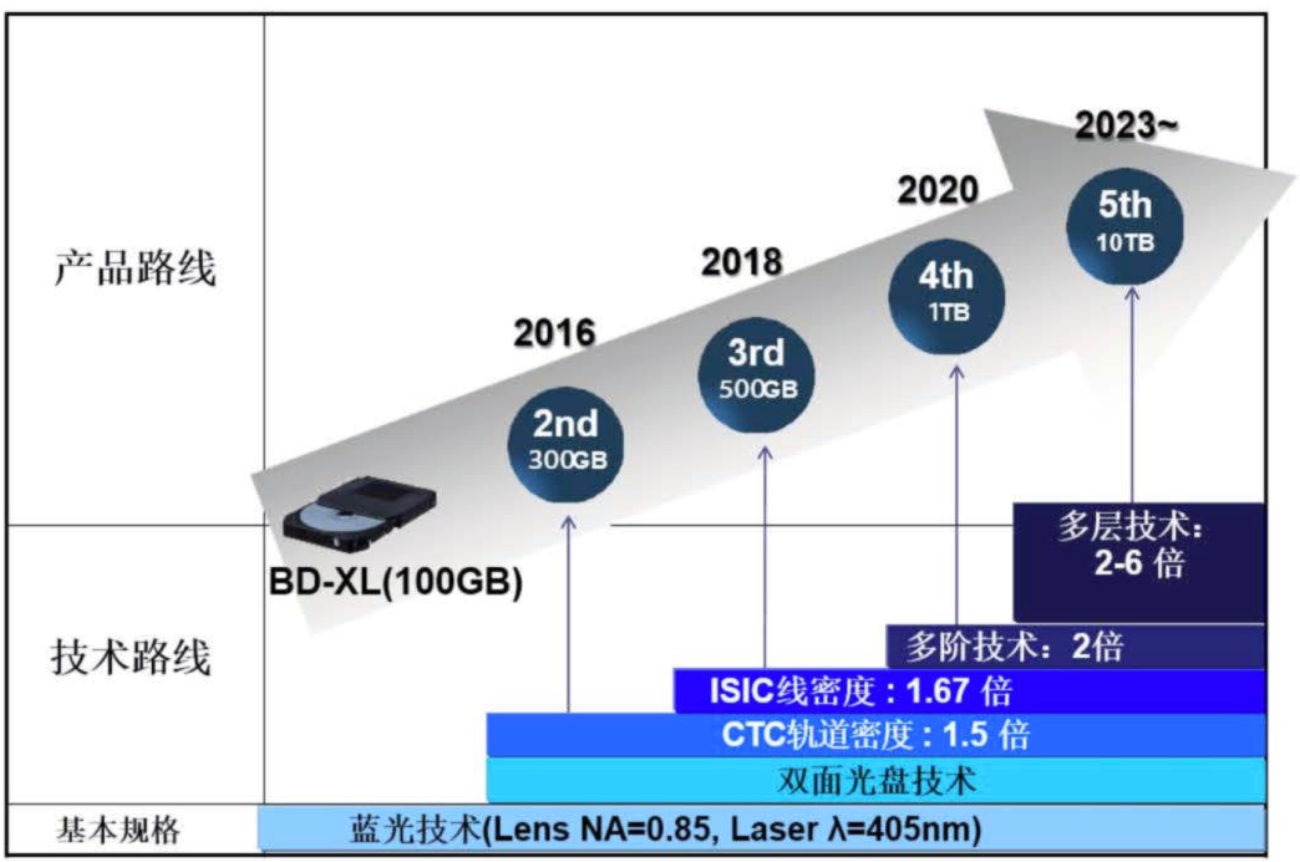 产品路线
2023~
5th
10TB
2020
4th
1TB
2018
3rd
500GB
2016
2nd
300GB
BD-XL(100GB)
技术路线
多层技术：
2-6 倍
多阶技术：2倍
ISIC线密度：1.67 倍
CTC轨道密度：1.5 倍
双面光盘技术
基本规格
蓝光技术(Lens NA=0.85, Laser λ=405nm)